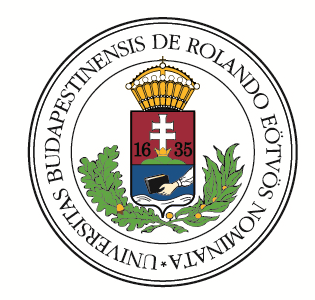 UNIVERSITAS BUDAPESTINENSIS DE ROLANDO EÖTVÖS NOMINATA *
16 35